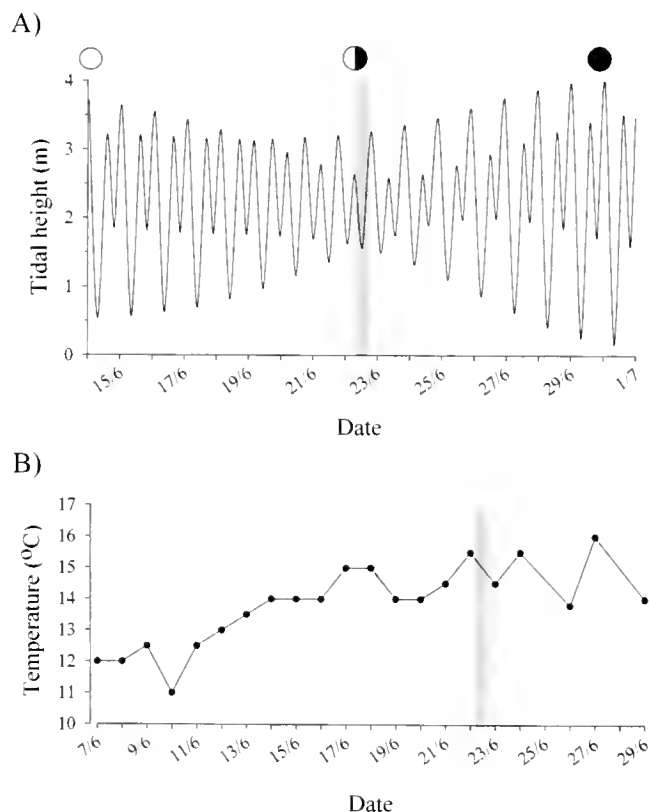 A)
4
3
2
1
0
Tidal height (m)
15/6 17/6 19/6 21/6 23/6 25/6 27/6 29/6 1/7
Date
B)
17
16
15
14
13
12
11
10
Temperature (ºC)
7/6 9/6 11/6 13/6 15/6 17/6 19/6 21/6 23/6 25/6 27/6 29/6
Date